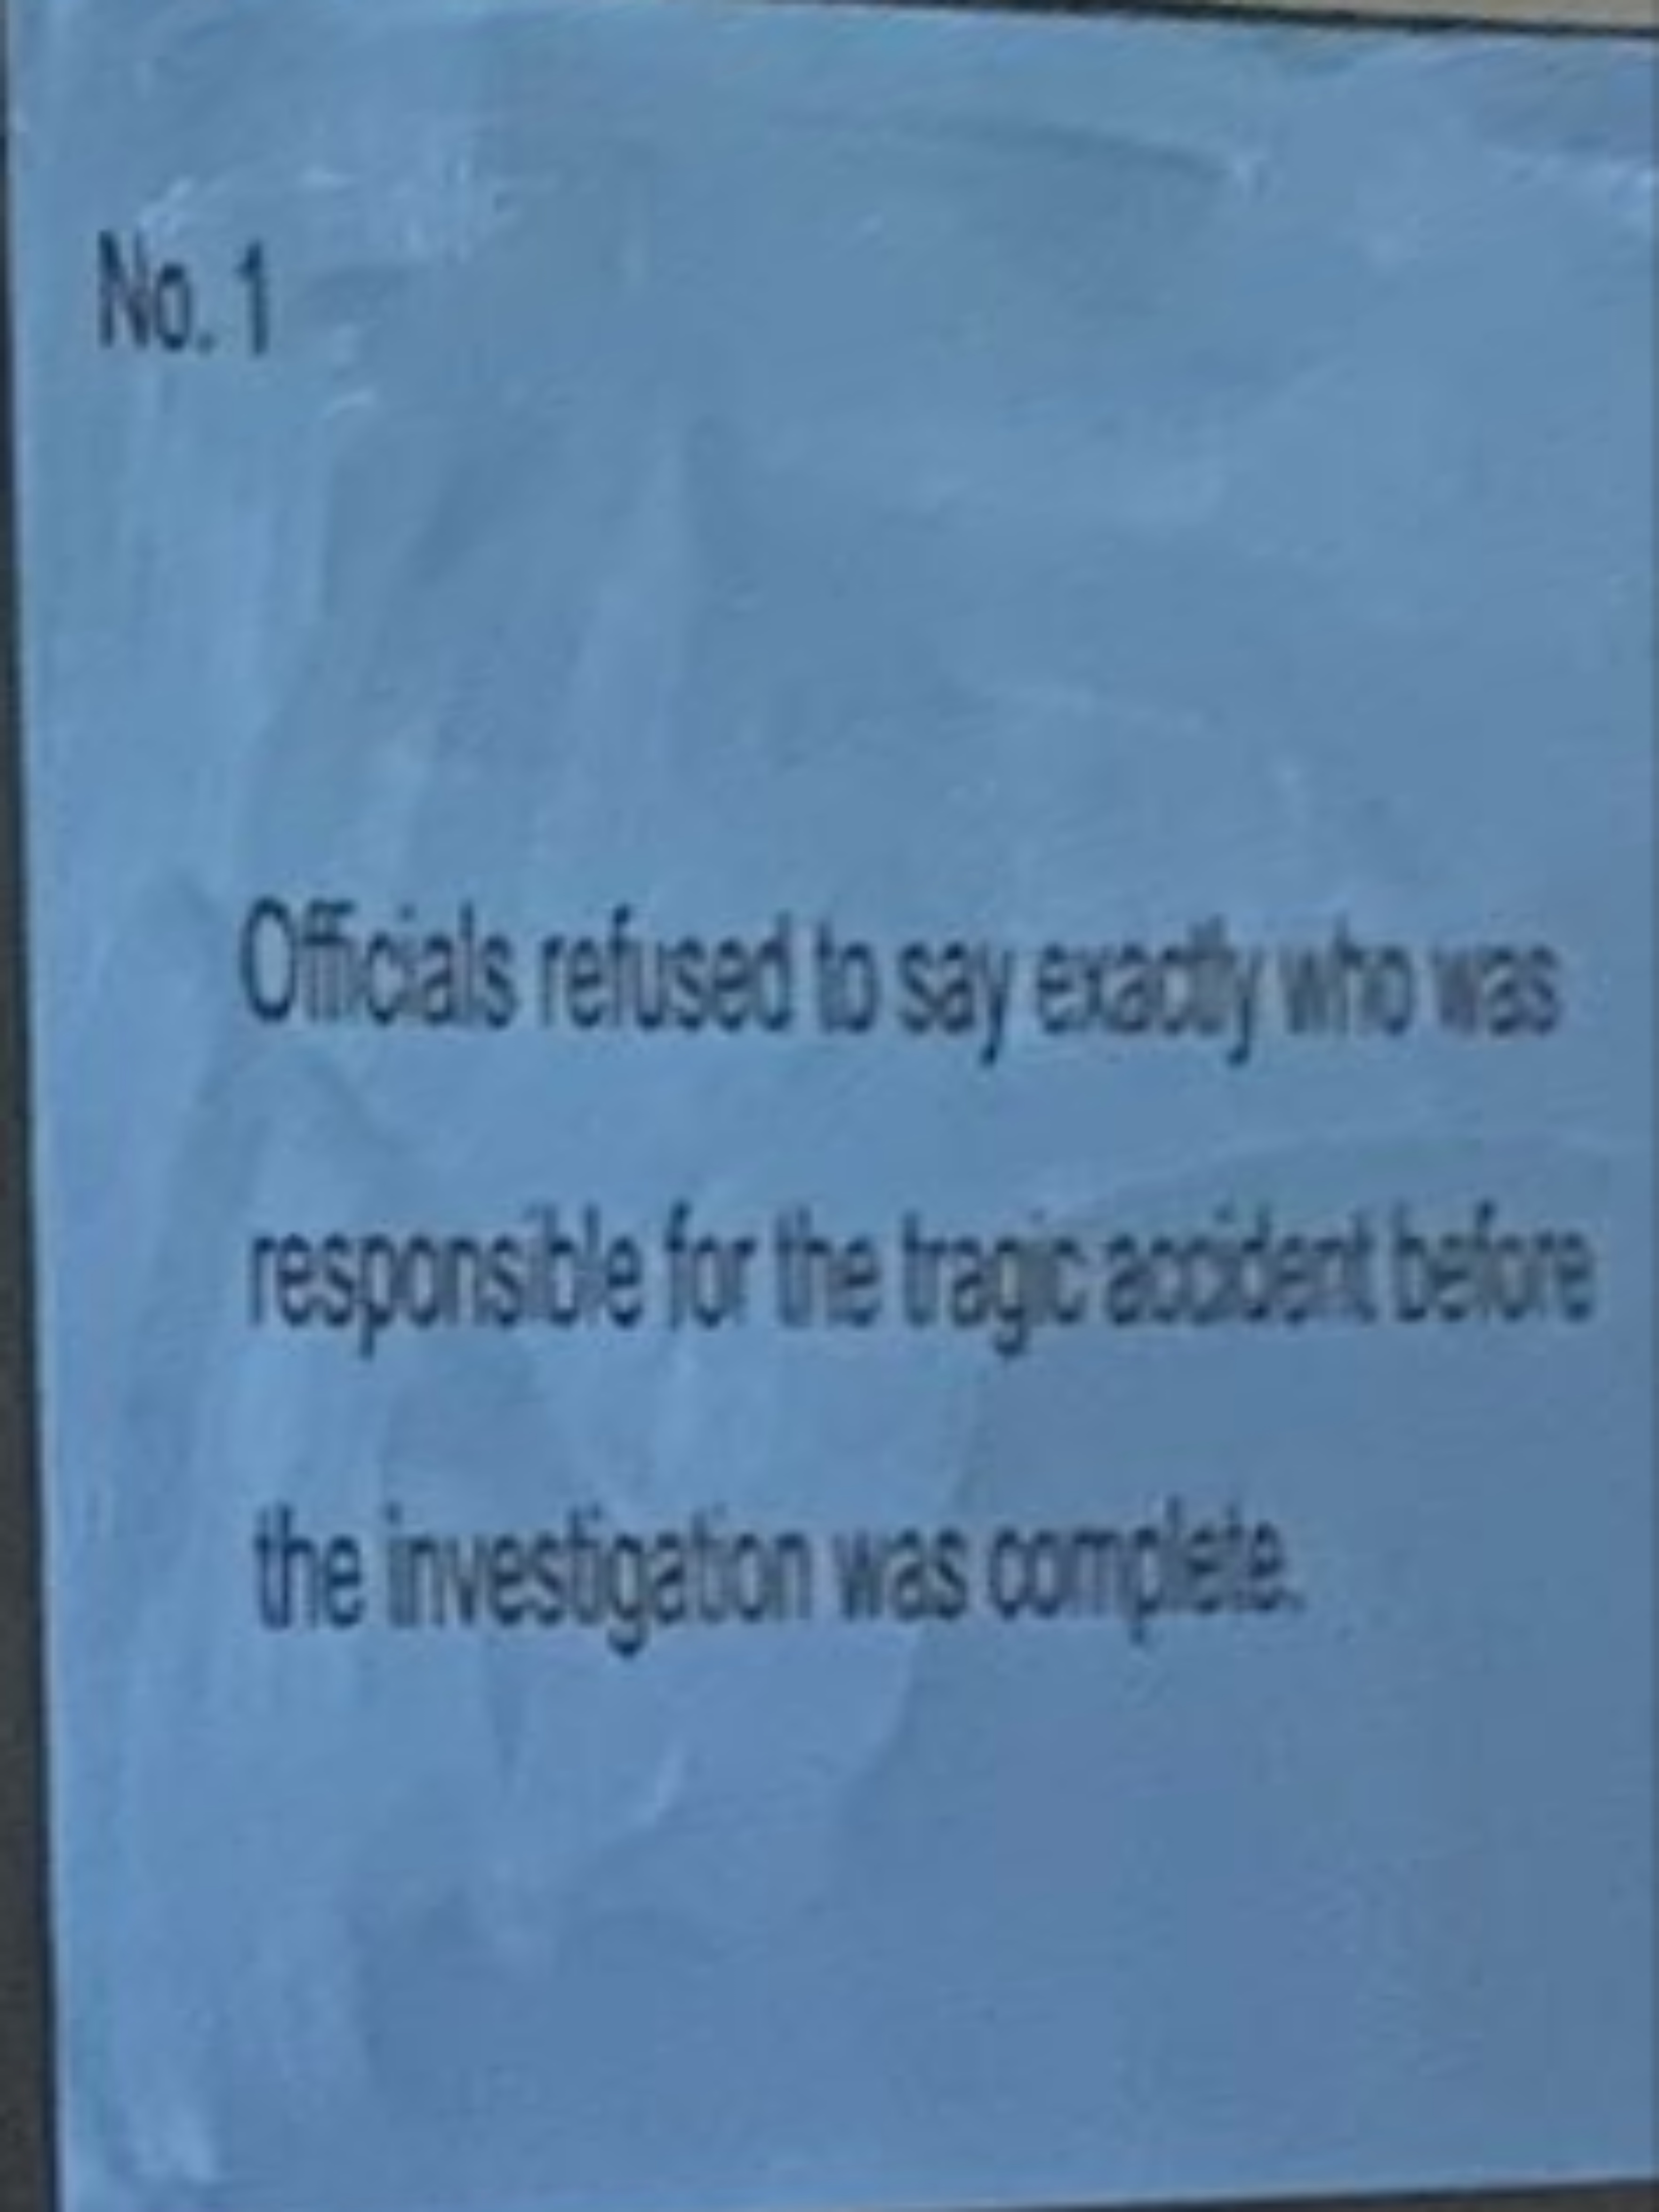 No. 1
Officials refused to say exactly who was
responsible for the tragic accident before
the investigation was complete.